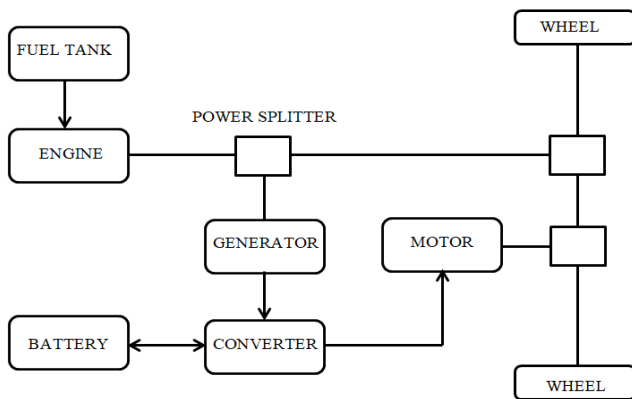 WHEEL
FUEL TANK
POWER SPLITTER
ENGINE
GENERATOR
MOTOR
BATTERY
CONVERTER
WHEEL